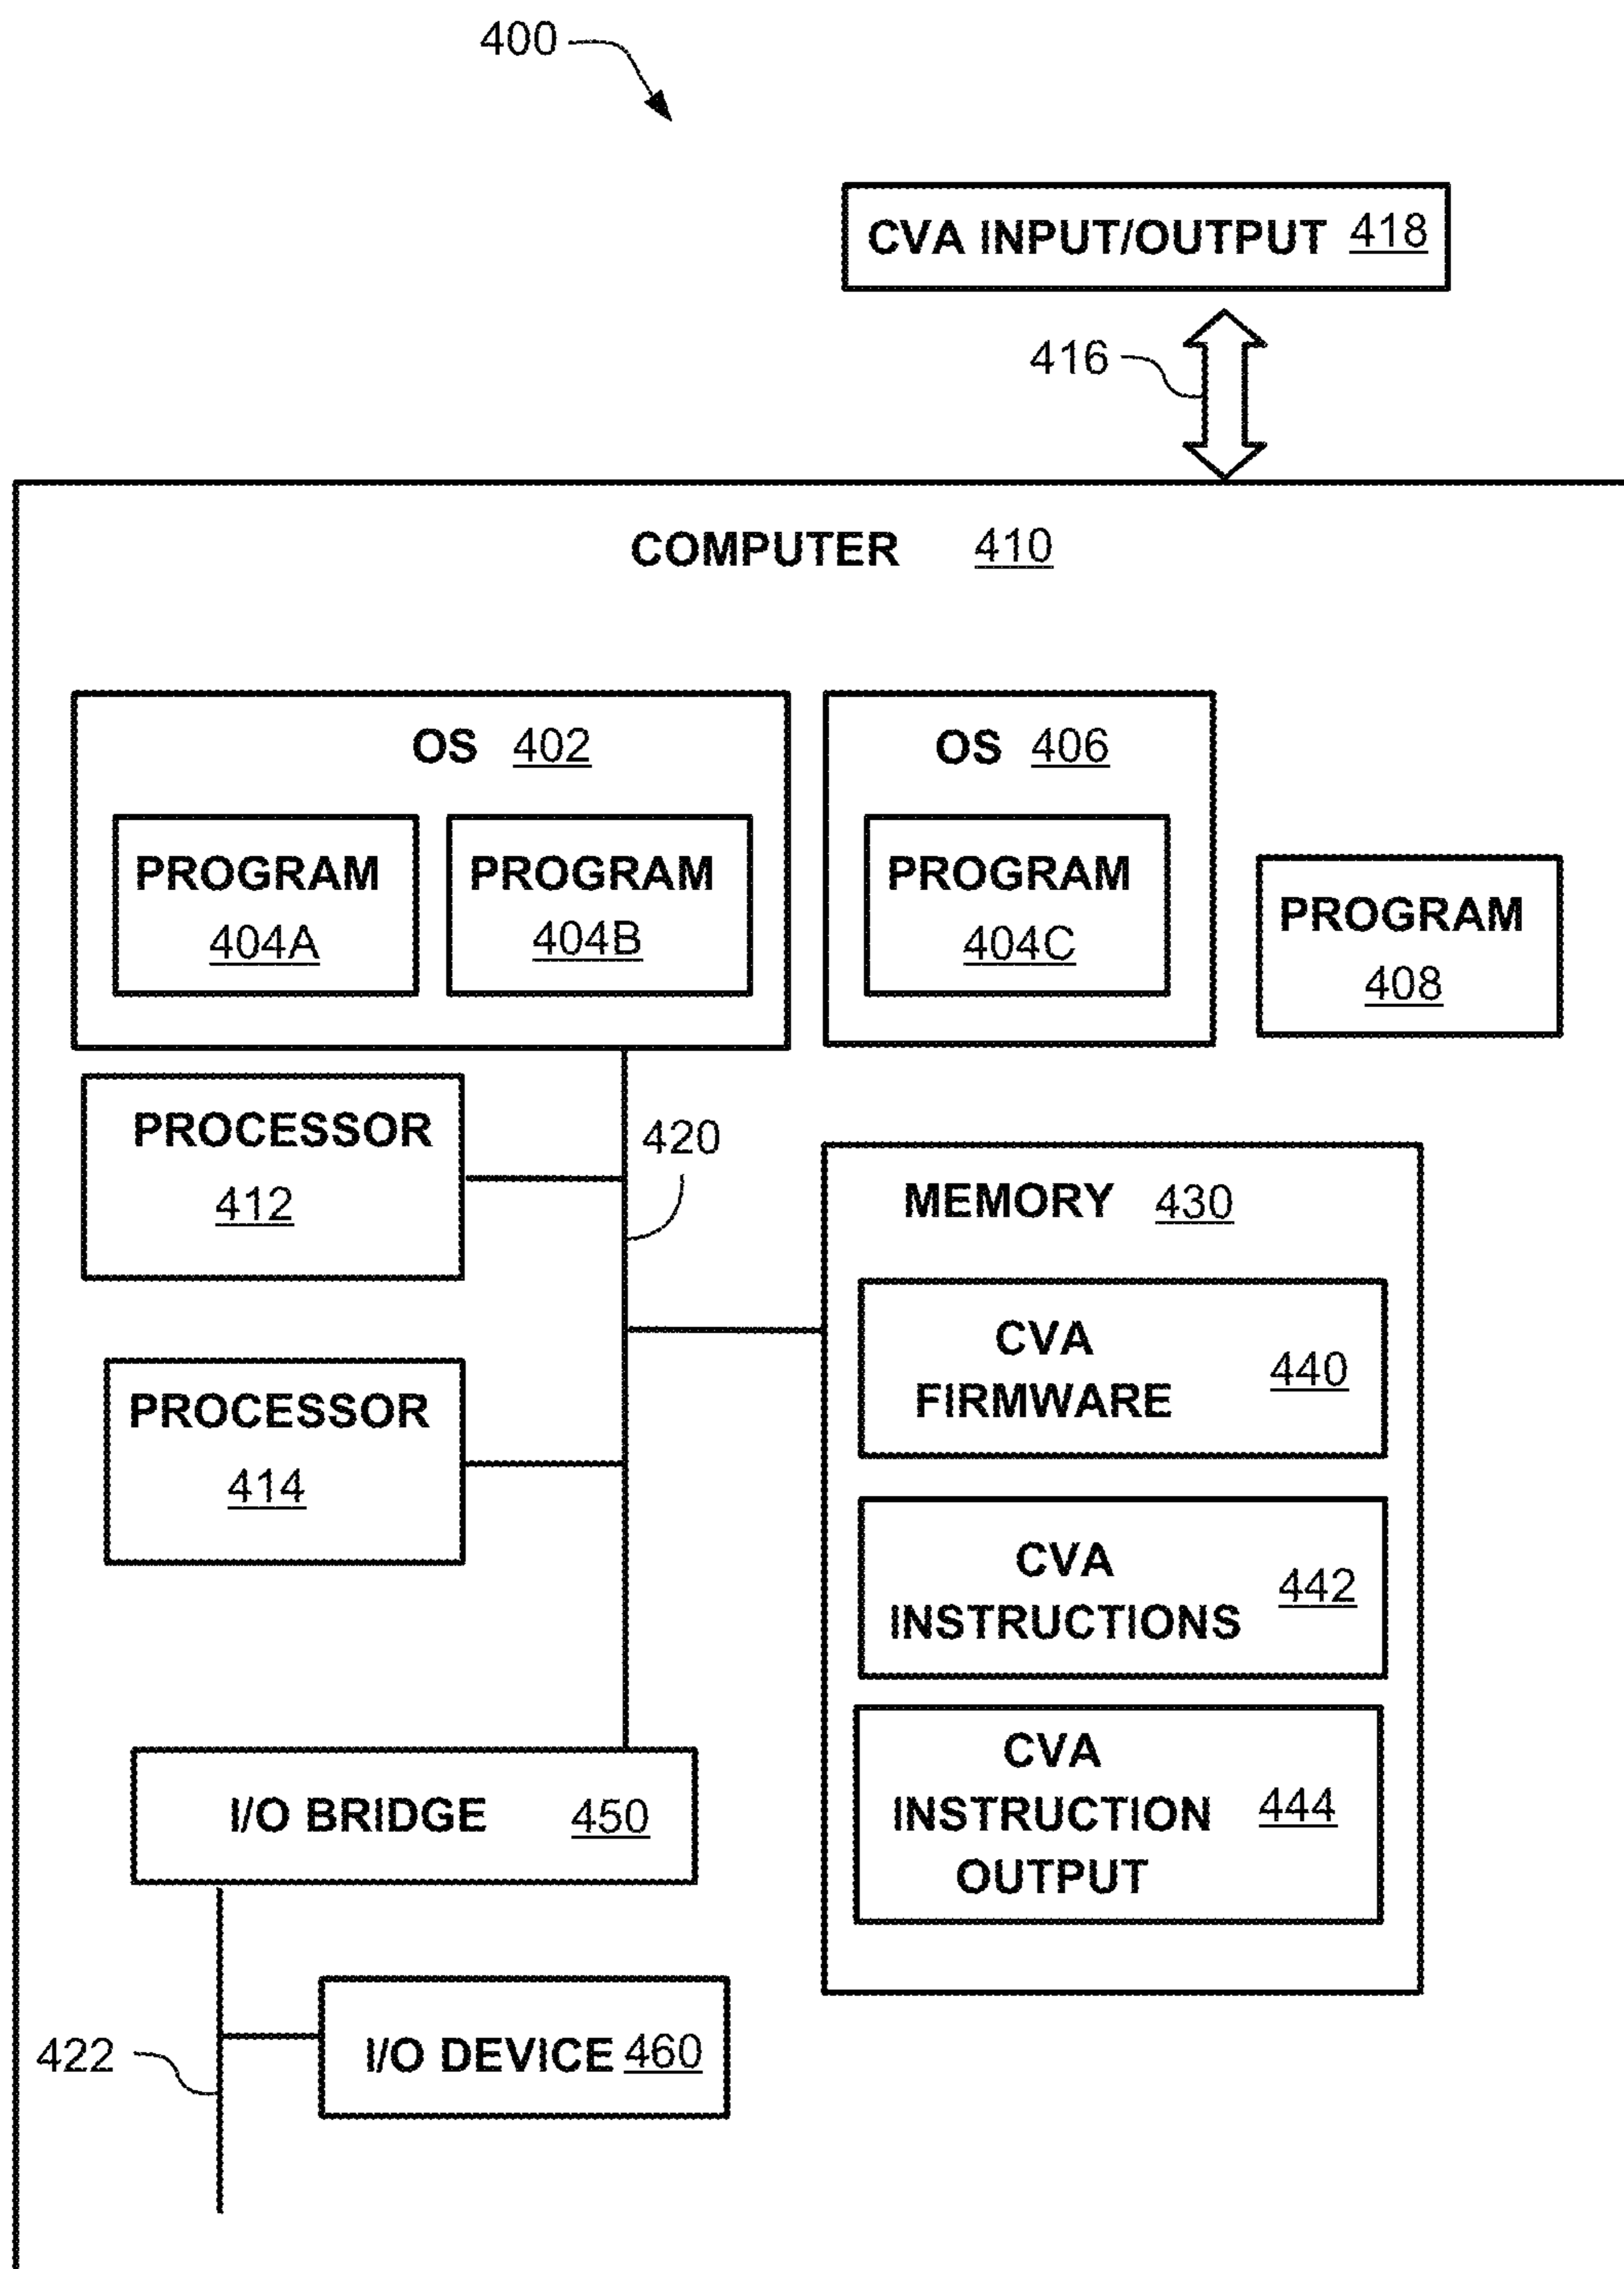 400
CVA INPUT/OUTPUT 418
416
COMPUTER 410
OS 402
OS 406
PROGRAM
404A
PROGRAM
404B
PROGRAM
404C
PROGRAM
408
PROCESSOR
412
420
MEMORY 430
CVA
FIRMWARE
440
PROCESSOR
414
CVA
INSTRUCTIONS
442
CVA
INSTRUCTION
OUTPUT
444
I/O BRIDGE 450
I/O DEVICE 460
422